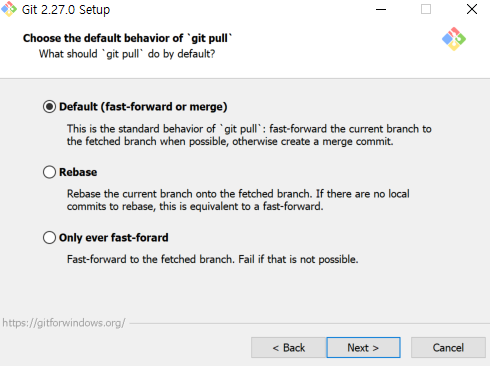 Git 2.27.0 Setup
Choose the default behavior of `git pull`
What should `git pull` do by default?
Default (fast-forward or merge)
This is the standard behavior of `git pull`: fast-forward the current branch to
the fetched branch when possible, otherwise create a merge commit.
Rebase
Rebase the current branch onto the fetched branch. If there are no local
commits to rebase, this is equivalent to a fast-forward.
Only ever fast-forard
Fast-forward to the fetched branch. Fail if that is not possible.
https://gitforwindows.org/
< Back
Next >
Cancel